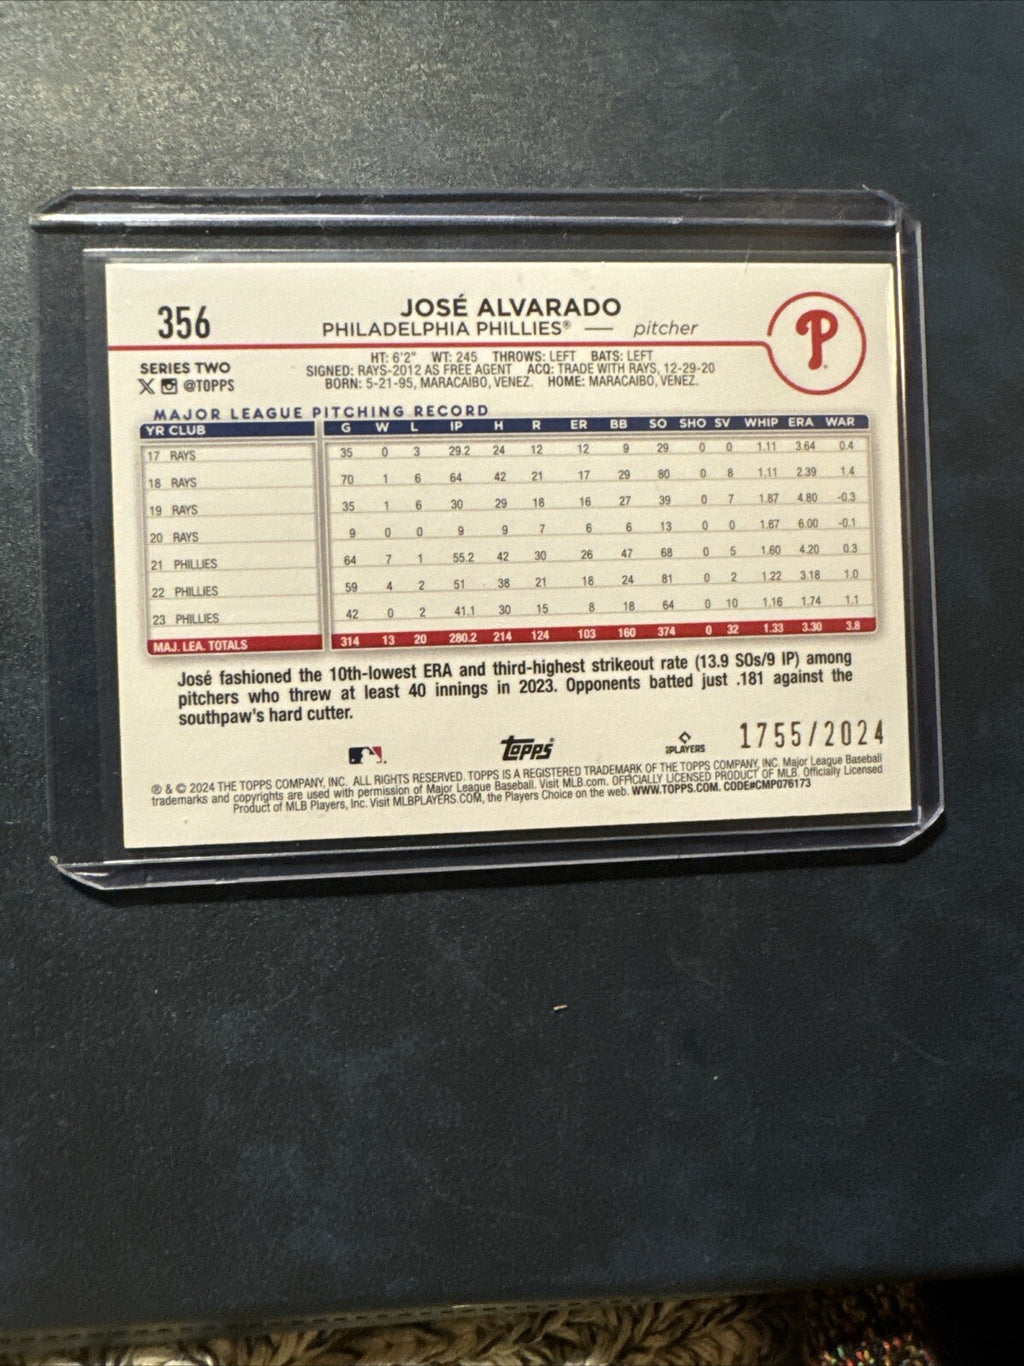 356
JOSÉ ALVARADO
PHILADELPHIA PHILLIES® — pitcher
P
SERIES TWO
@TOPPS
HT: 6'2" WT: 245 THROWS: LEFT BATS: LEFT
SIGNED: RAYS-2012 AS FREE AGENT ACQ: TRADE WITH RAYS, 12-29-20
BORN: 5-21-95, MARACAIBO, VENEZ. HOME: MARACAIBO, VENEZ.
MAJOR LEAGUE PITCHING RECORD
YR CLUB G W L IP H R ER BB SO SHO SV WHIP ERA WAR
17 RAYS 35 0 3 29.2 24 12 12 9 29 0 0 1.11 3.64 0.4
18 RAYS 70 1 6 64 42 21 17 29 80 0 8 1.11 2.39 1.4
19 RAYS 35 1 6 30 29 18 16 27 39 0 7 1.87 4.80 -0.3
20 RAYS 9 0 0 9 9 7 6 6 13 0 0 1.67 6.00 -0.1
21 PHILLIES 64 7 1 55.2 42 30 26 47 68 0 5 1.60 4.20 0.3
22 PHILLIES 59 4 2 51 38 21 18 24 81 0 2 1.22 3.18 1.0
23 PHILLIES 42 0 2 41.1 30 15 8 18 64 0 10 1.16 1.74 1.1
MAJ. LEA. TOTALS 314 13 20 280.2 214 124 103 160 374 0 32 1.33 3.30 3.8
José fashioned the 10th-lowest ERA and third-highest strikeout rate (13.9 SOs/9 IP) among
pitchers who threw at least 40 innings in 2023. Opponents batted just .181 against the
southpaw's hard cutter.
topps®
PLAYERS
1755/2024
® & © 2024 THE TOPPS COMPANY, INC. ALL RIGHTS RESERVED. TOPPS IS A REGISTERED TRADEMARK OF THE TOPPS COMPANY, INC. Major League Baseball
trademarks and copyrights are used with permission of Major League Baseball. Visit MLB.com. OFFICIALLY LICENSED PRODUCT OF MLB. Officially Licensed
Product of MLB Players, Inc. Visit MLBPLAYERS.COM, the Players Choice on the web. WWW.TOPPS.COM. CODE#CMP076173